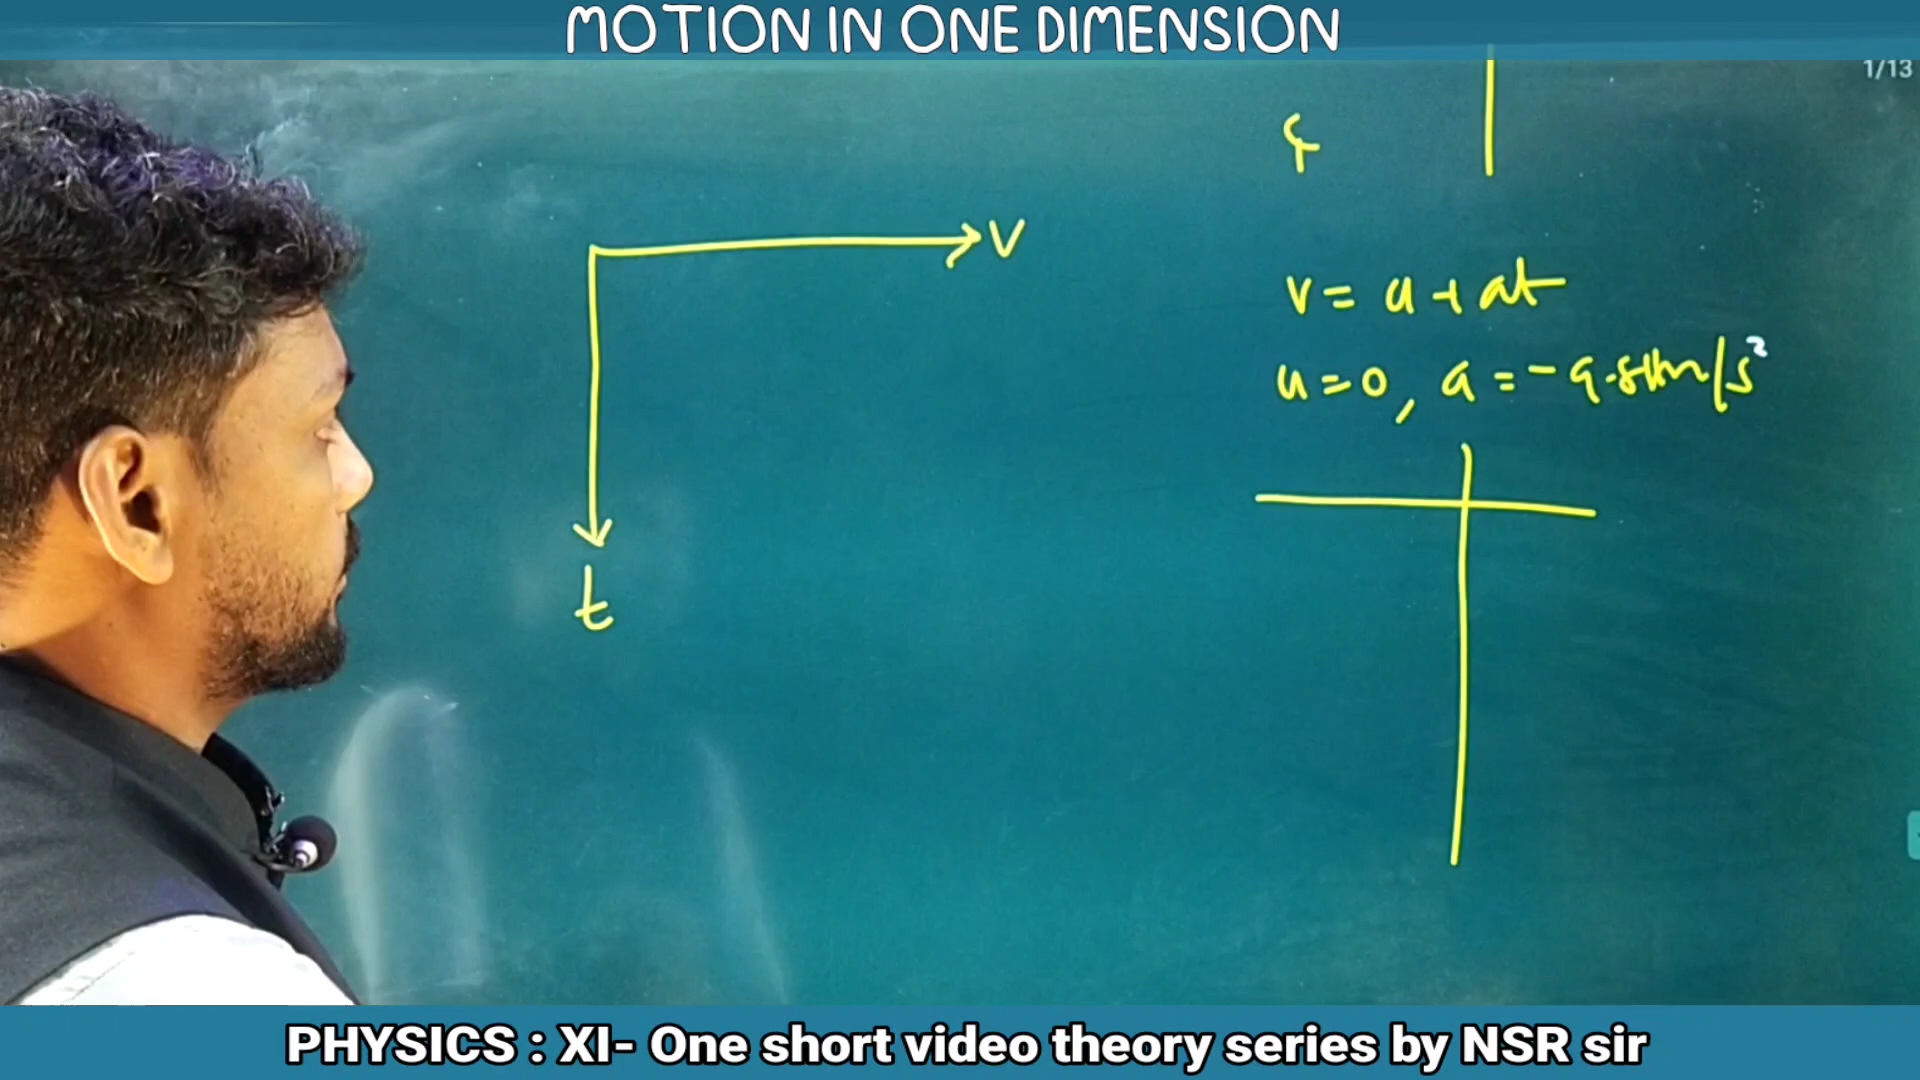 MOTION IN ONE DIMENSION
1/13
V
v = u + at
u = 0, a = - 9.8 m/s²
t
PHYSICS : XI- One short video theory series by NSR sir